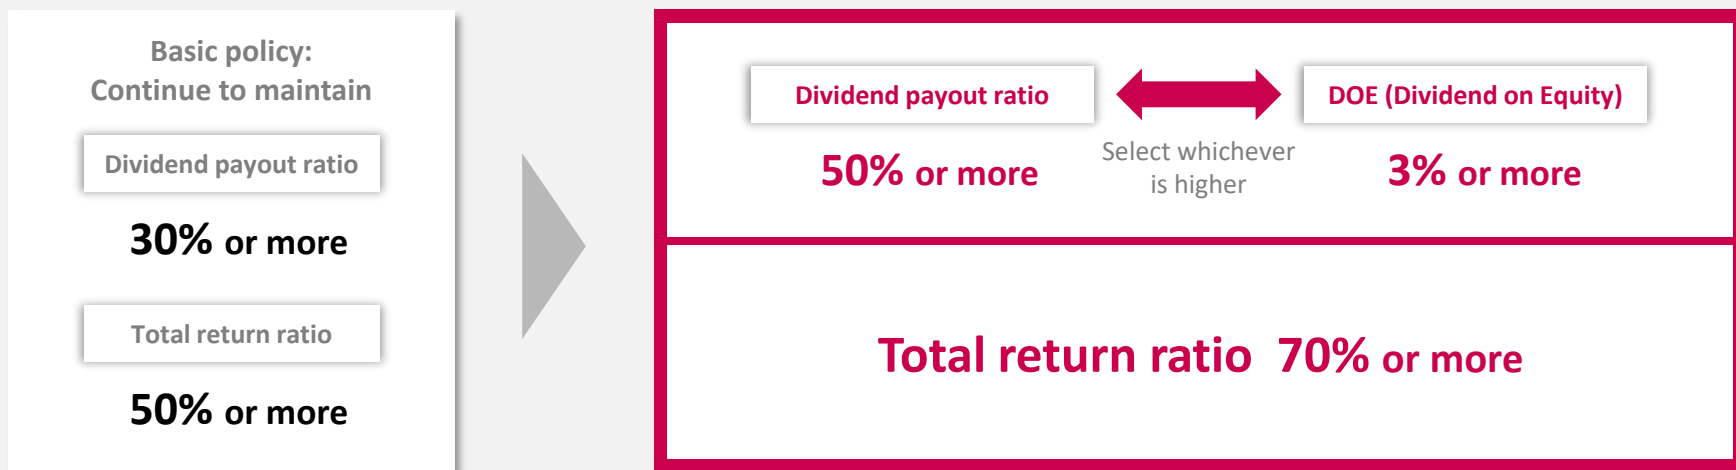 Basic policy:
Continue to maintain
Dividend payout ratio
30% or more
Total return ratio
50% or more
Dividend payout ratio
50% or more
Select whichever
is higher
DOE (Dividend on Equity)
3% or more
Total return ratio 70% or more